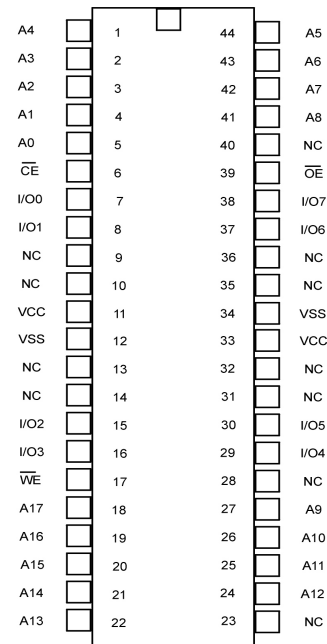 A4 1 44 A5
A3 2 43 A6
A2 3 42 A7
A1 4 41 A8
A0 5 40 NC
C̅E̅ 6 39 O̅E̅
I/O0 7 38 I/O7
I/O1 8 37 I/O6
NC 9 36 NC
NC 10 35 NC
VCC 11 34 VSS
VSS 12 33 VCC
NC 13 32 NC
NC 14 31 NC
I/O2 15 30 I/O5
I/O3 16 29 I/O4
W̅E̅ 17 28 NC
A17 18 27 A9
A16 19 26 A10
A15 20 25 A11
A14 21 24 A12
A13 22 23 NC